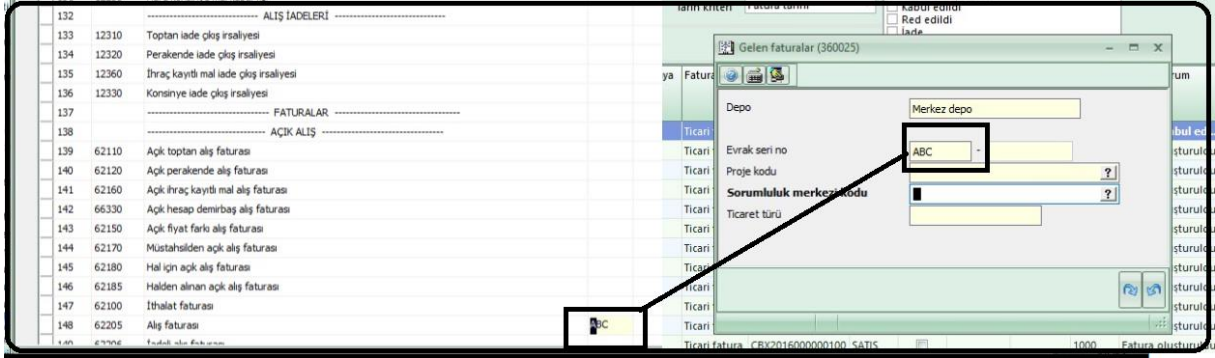 132 ------------------------------ ALIŞ İADELERİ ------------------------------
133 12310 Toptan iade çıkış irsaliyesi
134 12320 Perakende iade çıkış irsaliyesi
135 12360 İhraç kayıtlı mal iade çıkış irsaliyesi
136 12330 Konsinye iade çıkış irsaliyesi
137 --------------------------------- FATURALAR ----------------------------------
138 -------------------------------- AÇIK ALIŞ ---------------------------------
139 62110 Açık toptan alış faturası
140 62120 Açık perakende alış faturası
141 62160 Açık ihraç kayıtlı mal alış faturası
142 66330 Açık hesap demirbaş alış faturası
143 62150 Açık fiyat farkı alış faturası
144 62170 Müstahsilden açık alış faturası
145 62180 Hal için açık alış faturası
146 62185 Halden alınan açık alış faturası
147 62100 İthalat faturası
148 62205 Alış faturası ABC
Tarih kriteri Fatura tarihi
Kabul edildi
Red edildi
İade
Gelen faturalar (360025)
Depo Merkez depo
Evrak seri no ABC -
Proje kodu ?
Sorumluluk merkezi kodu ?
Ticaret türü
Ticari fatura CBX2016000000100 SATIS 1000 Fatura oluşturuldu